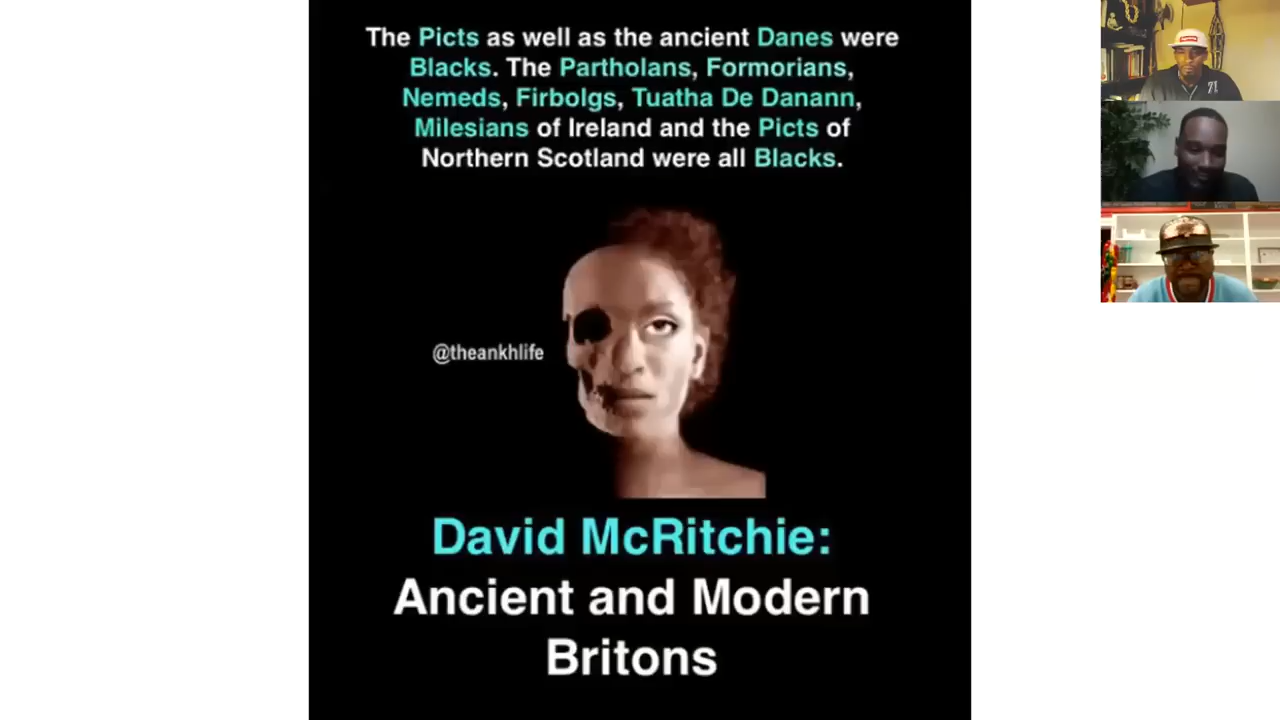 The Picts as well as the ancient Danes were
Blacks. The Partholans, Formorians,
Nemeds, Firbolgs, Tuatha De Danann,
Milesians of Ireland and the Picts of
Northern Scotland were all Blacks.
@theankhlife
David McRitchie:
Ancient and Modern
Britons